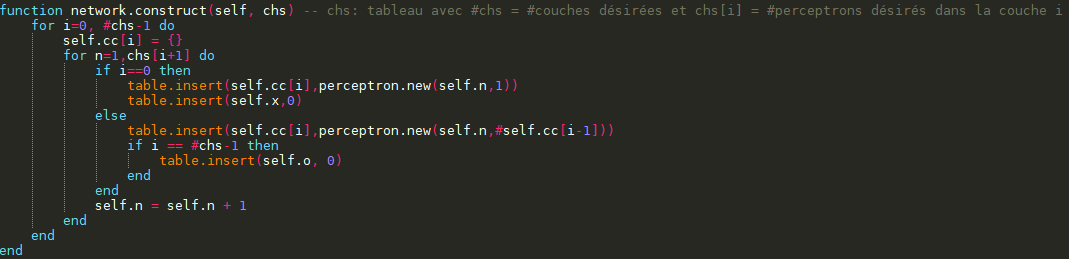 function network.construct(self, chs) -- chs: tableau avec #chs = #couches désirées et chs[i] = #perceptrons désirés dans la couche i
    for i=0, #chs-1 do
        self.cc[i] = {}
        for n=1,chs[i+1] do
            if i==0 then
                table.insert(self.cc[i],perceptron.new(self.n,1))
                table.insert(self.x,0)
            else
                table.insert(self.cc[i],perceptron.new(self.n,#self.cc[i-1]))
                if i == #chs-1 then
                    table.insert(self.o, 0)
                end
            end
            self.n = self.n + 1
        end
    end
end